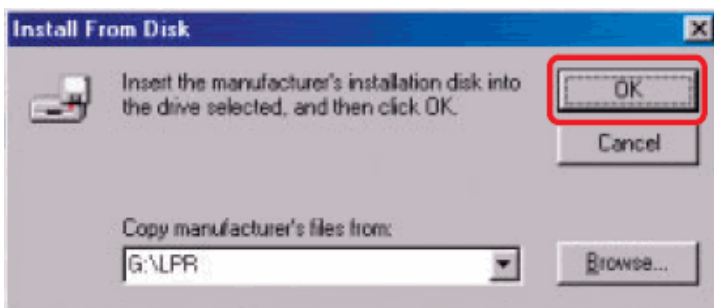 Install From Disk
Insert the manufacturer's installation disk into
the drive selected, and then click OK.
OK
Cancel
Copy manufacturer's files from:
G:\LPR
Browse...